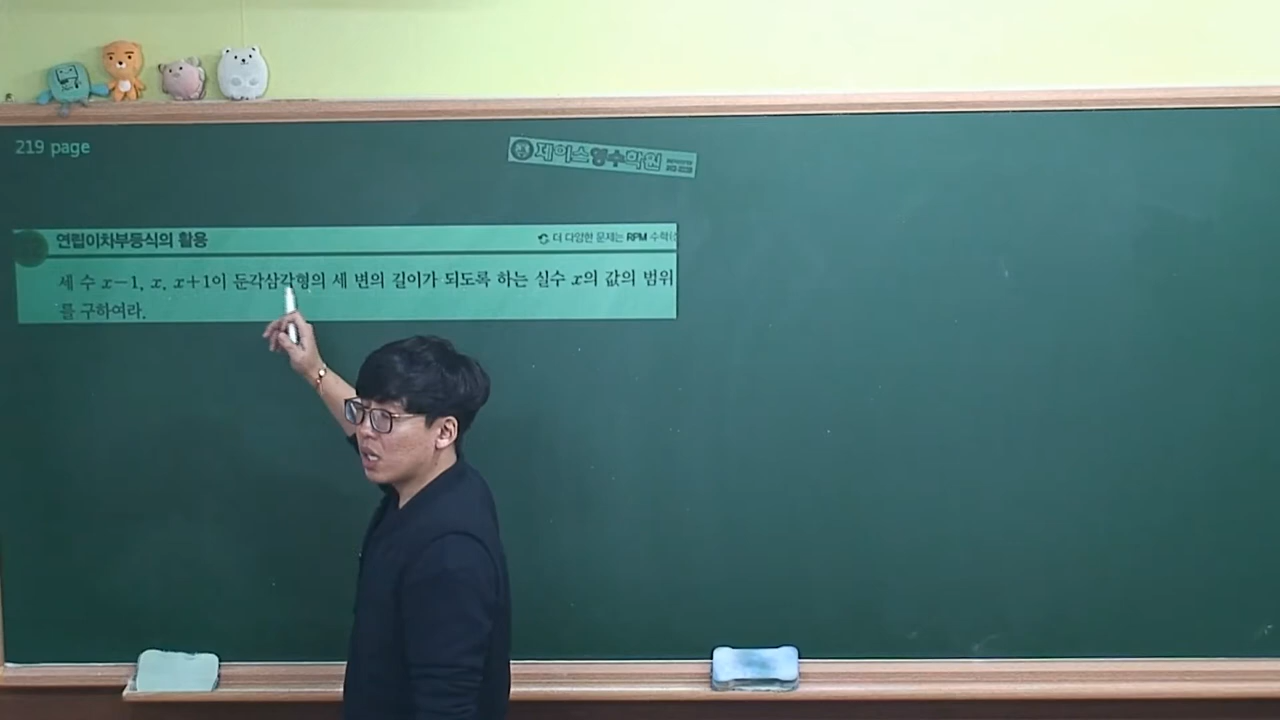 219 page
제이스영수학원
연립이차부등식의 활용
더 다양한 문제는 RPM 수학(
세 수 x-1, x, x+1이 둔각삼각형의 세 변의 길이가 되도록 하는 실수 x의 값의 범위
를 구하여라.